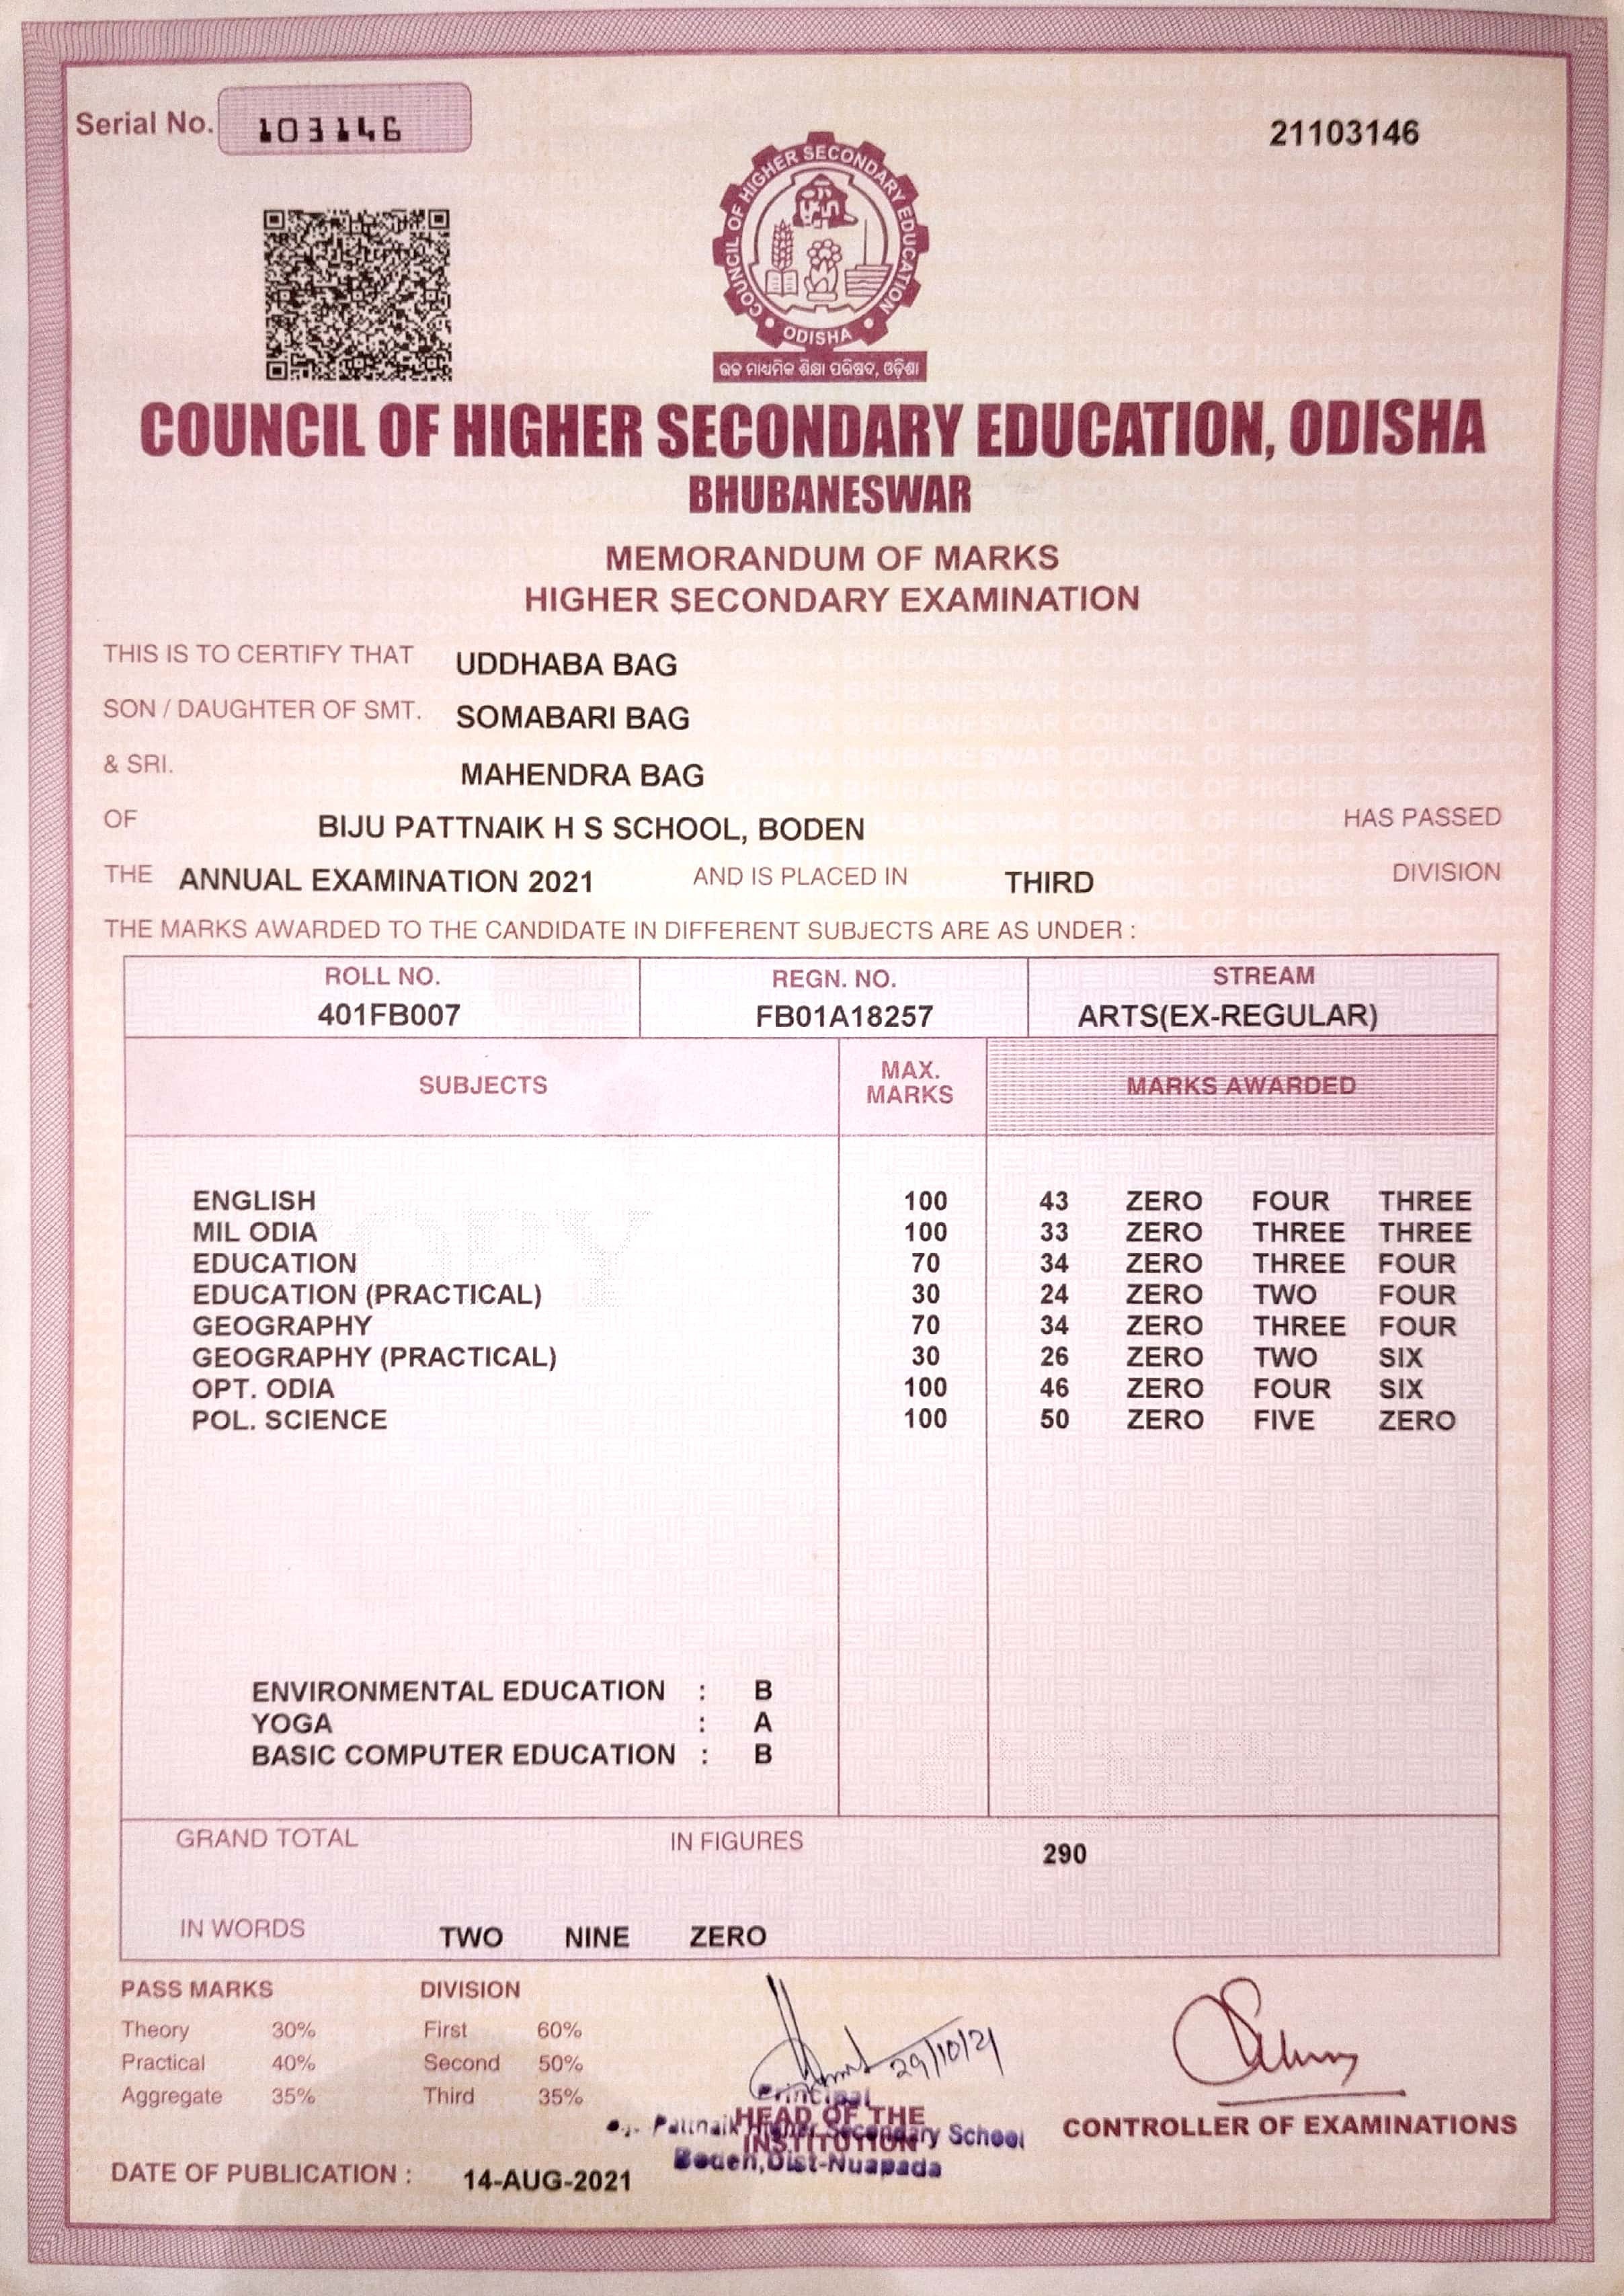 Serial No. 103146
21103146
COUNCIL OF HIGHER SECONDARY EDUCATION
ODISHA
ଉଚ୍ଚ ମାଧ୍ୟମିକ ଶିକ୍ଷା ପରିଷଦ, ଓଡ଼ିଶା
COUNCIL OF HIGHER SECONDARY EDUCATION, ODISHA
BHUBANESWAR
MEMORANDUM OF MARKS
HIGHER SECONDARY EXAMINATION
THIS IS TO CERTIFY THAT UDDHABA BAG
SON / DAUGHTER OF SMT. SOMABARI BAG
& SRI. MAHENDRA BAG
OF BIJU PATTNAIK H S SCHOOL, BODEN HAS PASSED
THE ANNUAL EXAMINATION 2021 AND IS PLACED IN THIRD DIVISION
THE MARKS AWARDED TO THE CANDIDATE IN DIFFERENT SUBJECTS ARE AS UNDER :
ROLL NO. REGN. NO. STREAM
401FB007 FB01A18257 ARTS(EX-REGULAR)
SUBJECTS MAX. MARKS MARKS AWARDED
ENGLISH 100 43 ZERO FOUR THREE
MIL ODIA 100 33 ZERO THREE THREE
EDUCATION 70 34 ZERO THREE FOUR
EDUCATION (PRACTICAL) 30 24 ZERO TWO FOUR
GEOGRAPHY 70 34 ZERO THREE FOUR
GEOGRAPHY (PRACTICAL) 30 26 ZERO TWO SIX
OPT. ODIA 100 46 ZERO FOUR SIX
POL. SCIENCE 100 50 ZERO FIVE ZERO
ENVIRONMENTAL EDUCATION : B
YOGA : A
BASIC COMPUTER EDUCATION : B
GRAND TOTAL IN FIGURES 290
IN WORDS TWO NINE ZERO
PASS MARKS DIVISION
Theory 30% First 60%
Practical 40% Second 50%
Aggregate 35% Third 35%
29/10/21
Principal
HEAD OF THE
INSTITUTION
Pattnaik Higher Secondary School
Boden, Dist-Nuapada
CONTROLLER OF EXAMINATIONS
DATE OF PUBLICATION : 14-AUG-2021